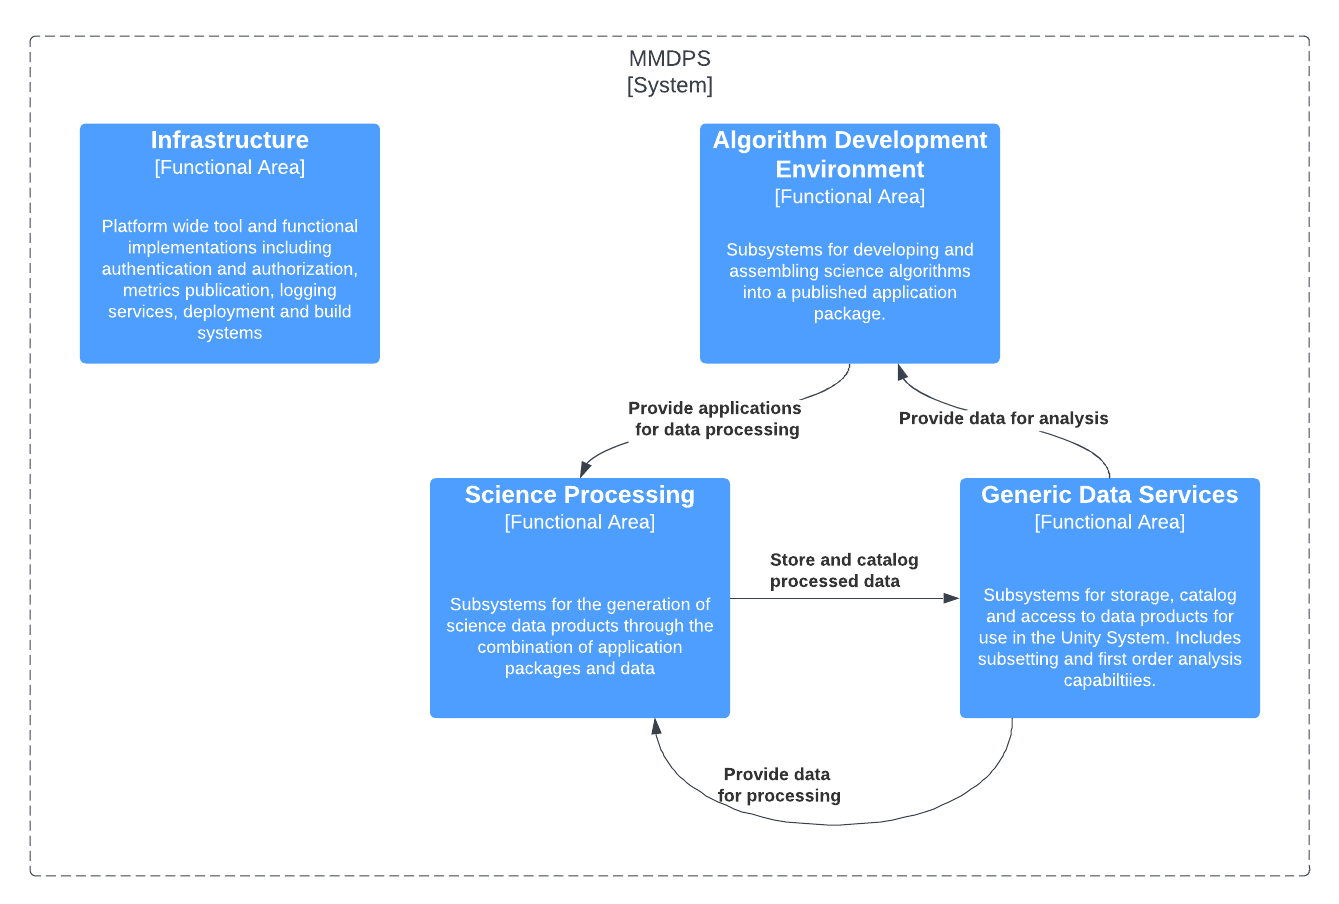 MMDPS
[System]
Infrastructure
[Functional Area]
Platform wide tool and functional
implementations including
authentication and authorization,
metrics publication, logging
services, deployment and build
systems
Algorithm Development
Environment
[Functional Area]
Subsystems for developing and
assembling science algorithms
into a published application
package.
Provide applications
for data processing
Provide data for analysis
Science Processing
[Functional Area]
Subsystems for the generation of
science data products through the
combination of application
packages and data
Store and catalog
processed data
Generic Data Services
[Functional Area]
Subsystems for storage, catalog
and access to data products for
use in the Unity System. Includes
subsetting and first order analysis
capabiltiies.
Provide data
for processing